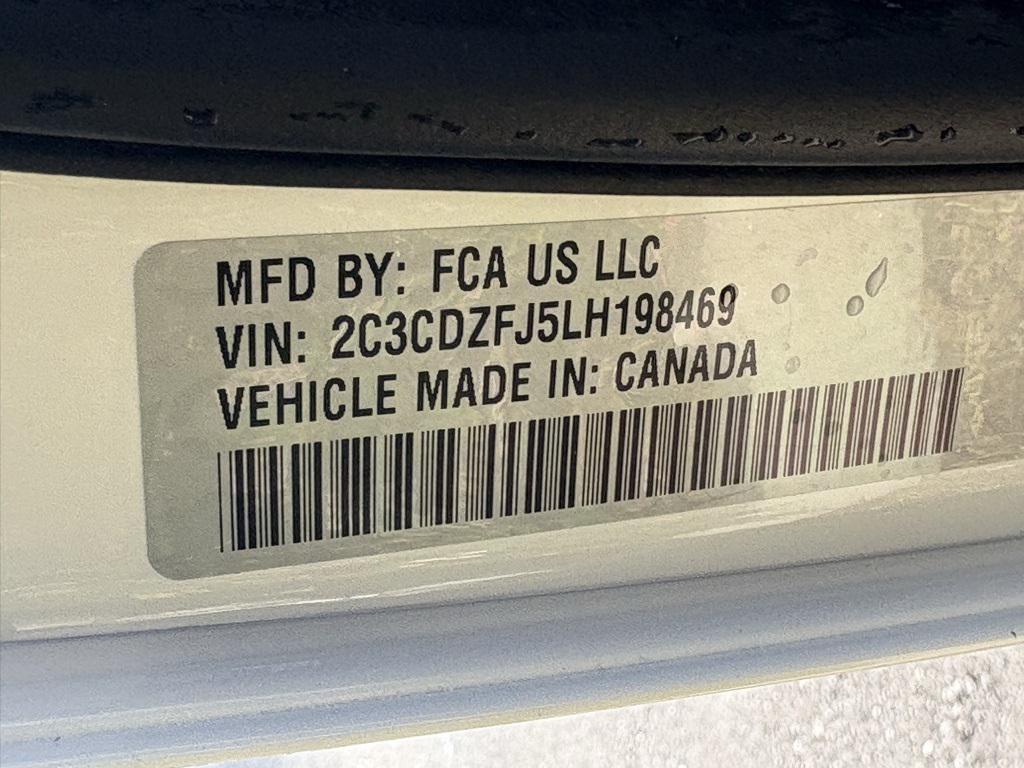 MFD BY: FCA US LLC
VIN: 2C3CDZFJ5LH198469
VEHICLE MADE IN: CANADA